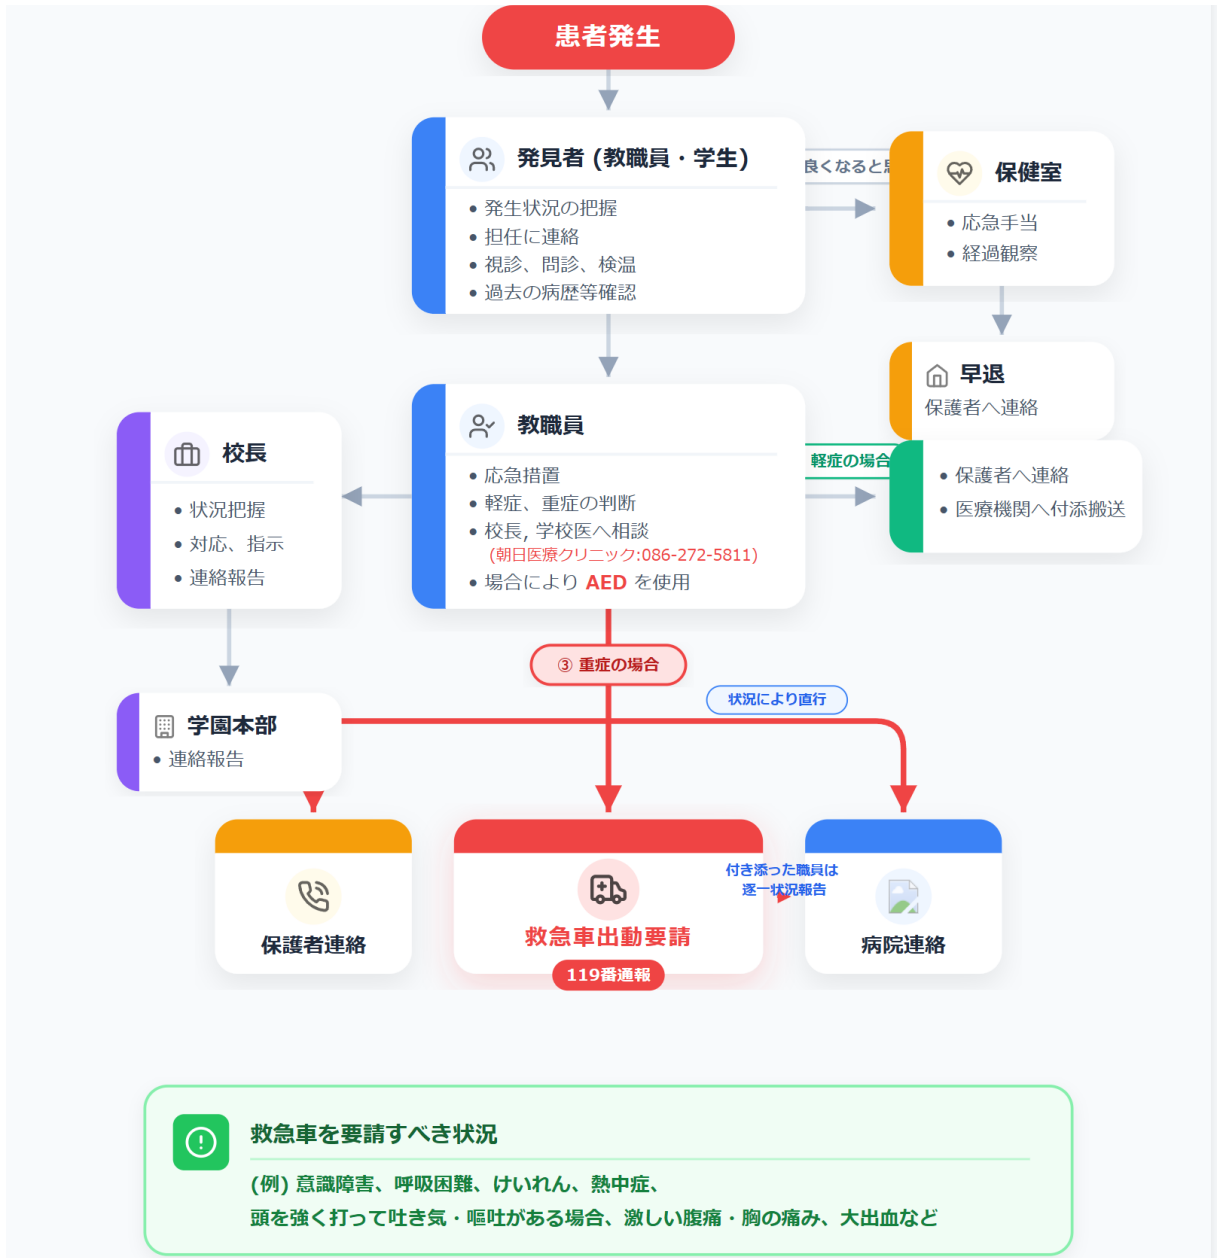 患者発生
発見者 (教職員・学生)
• 発生状況の把握
• 担任に連絡
• 視診、問診、検温
• 過去の病歴等確認
良くなると
保健室
• 応急手当
• 経過観察
早退
保護者へ連絡
教職員
• 応急措置
• 軽症、重症の判断
• 校長, 学校医へ相談
(朝日医療クリニック:086-272-5811)
• 場合により AED を使用
軽症の場合
• 保護者へ連絡
• 医療機関へ付添搬送
校長
• 状況把握
• 対応、指示
• 連絡報告
③ 重症の場合
状況により直行
学園本部
• 連絡報告
保護者連絡
救急車出動要請
119番通報
付き添った職員は
逐一状況報告
病院連絡
救急車を要請すべき状況
(例) 意識障害、呼吸困難、けいれん、熱中症、
頭を強く打って吐き気・嘔吐がある場合、激しい腹痛・胸の痛み、大出血など